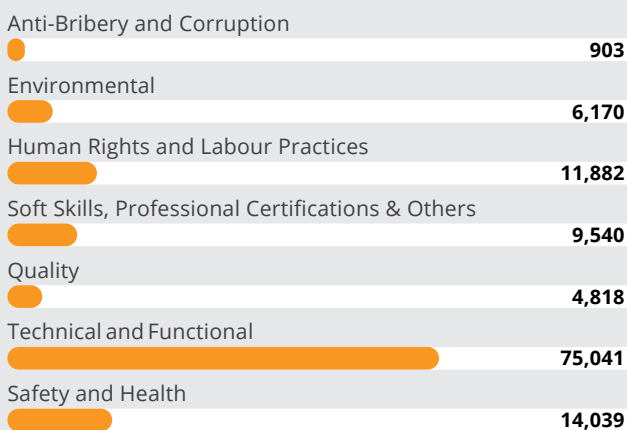 Anti-Bribery and Corruption
903
Environmental
6,170
Human Rights and Labour Practices
11,882
Soft Skills, Professional Certifications & Others
9,540
Quality
4,818
Technical and Functional
75,041
Safety and Health
14,039